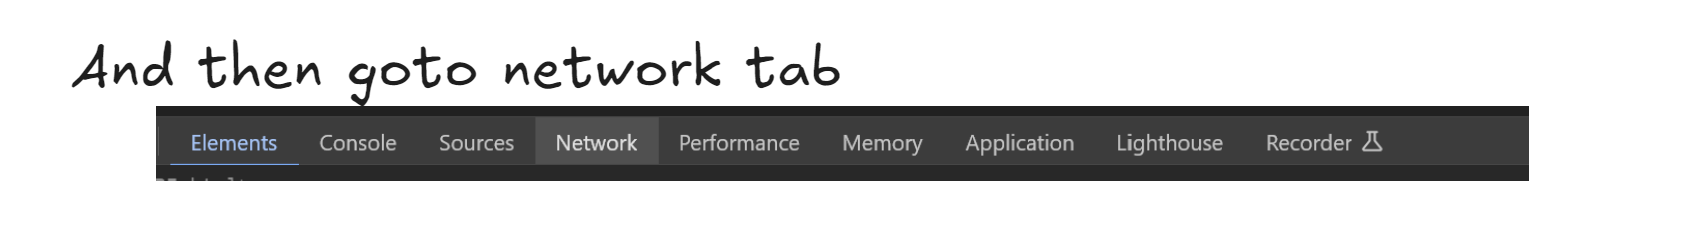 And then goto network tab
Elements Console Sources Network Performance Memory Application Lighthouse Recorder